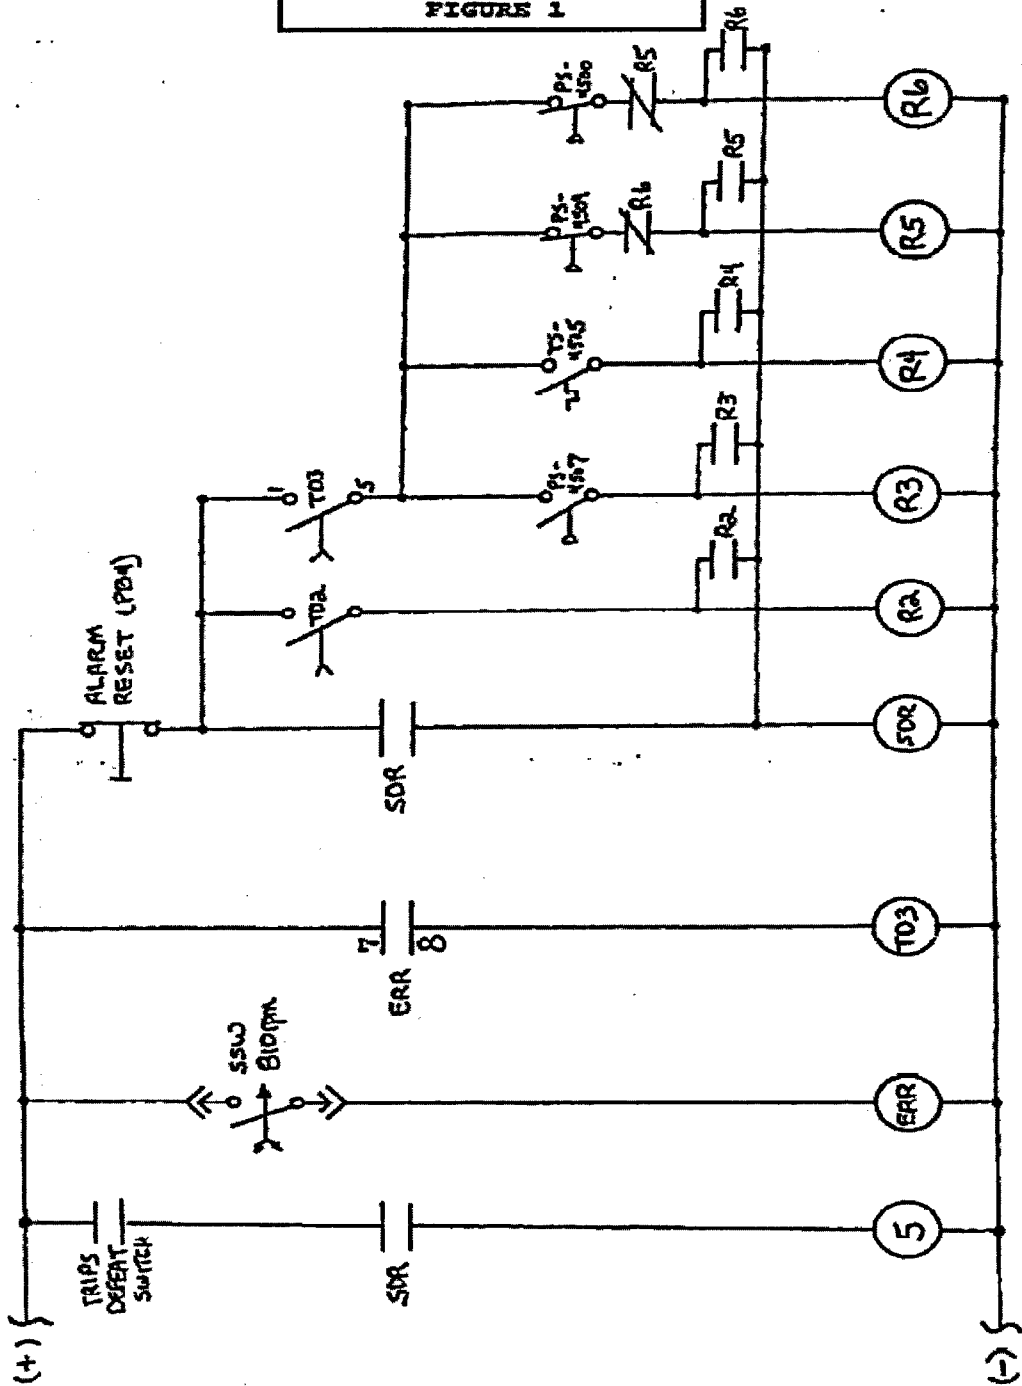 FIGURE 1
(+)
TRIPS
DEFEAT
SWITCH
SDR
5
SSW
810rpm
ERR
ERR
7
8
TD3
ALARM
RESET (PB4)
SDR
SDR
TD2
R2
R2
1
TD3
5
PS-
4507
R3
R3
TS-
4525
R4
R4
PS-
4509
R6
R5
R5
PS-
4500
R5
R6
R6
(-)